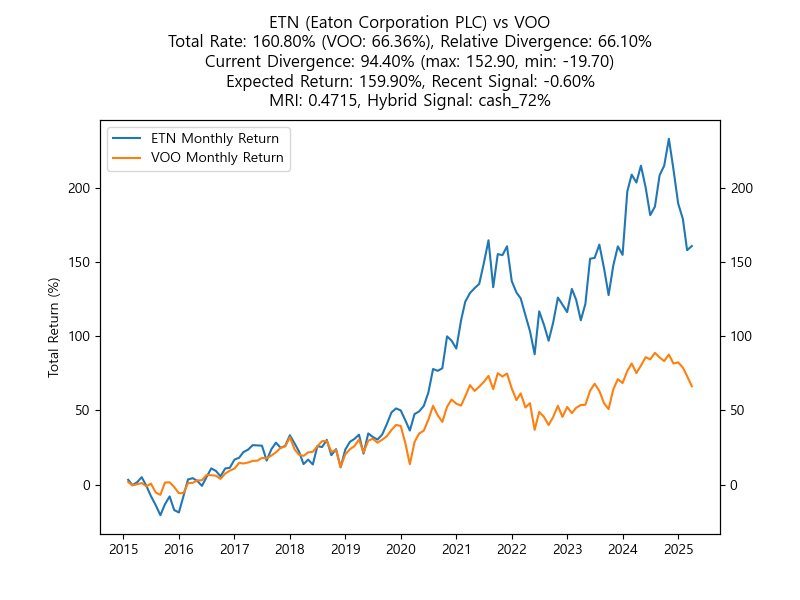 ETN (Eaton Corporation PLC) vs VOO
Total Rate: 160.80% (VOO: 66.36%), Relative Divergence: 66.10%
Current Divergence: 94.40% (max: 152.90, min: -19.70)
Expected Return: 159.90%, Recent Signal: -0.60%
MRI: 0.4715, Hybrid Signal: cash_72%
ETN Monthly Return
VOO Monthly Return
Total Return (%)
200
150
100
50
0
200
150
100
50
0
2015 2016 2017 2018 2019 2020 2021 2022 2023 2024 2025